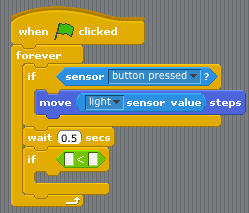 when clicked
forever
if sensor button pressed ?
move light sensor value steps
wait 0.5 secs
if <